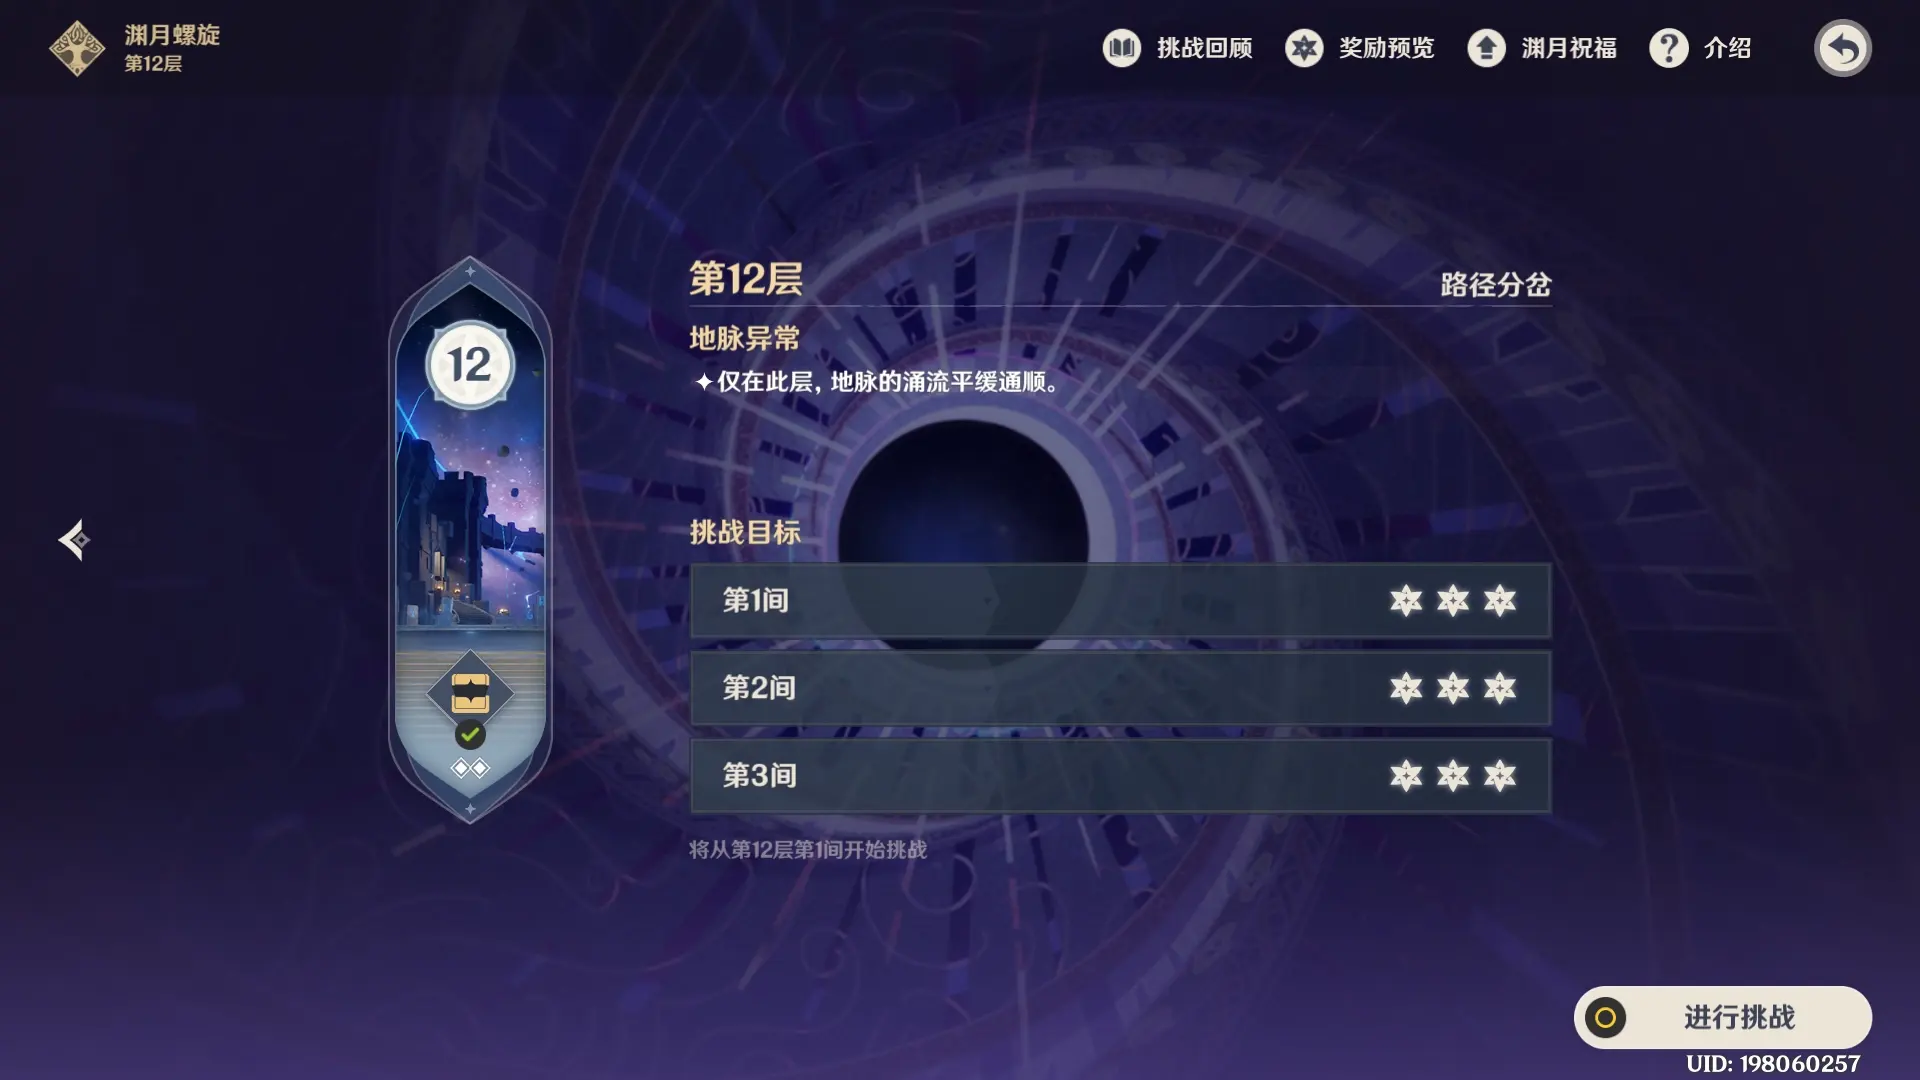 渊月螺旋
第12层
挑战回顾
奖励预览
渊月祝福
介绍
12
第12层
路径分岔
地脉异常
✦仅在此层，地脉的涌流平缓通顺。
挑战目标
第1间
第2间
第3间
将从第12层第1间开始挑战
进行挑战
UID: 198060257